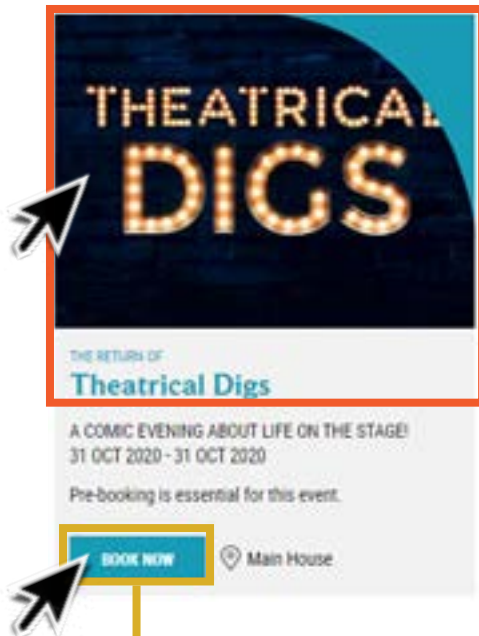 THEATRICAL
DIGS
THE RETURN OF
Theatrical Digs
A COMIC EVENING ABOUT LIFE ON THE STAGE!
31 OCT 2020 - 31 OCT 2020
Pre-booking is essential for this event.
BOOK NOW
Main House